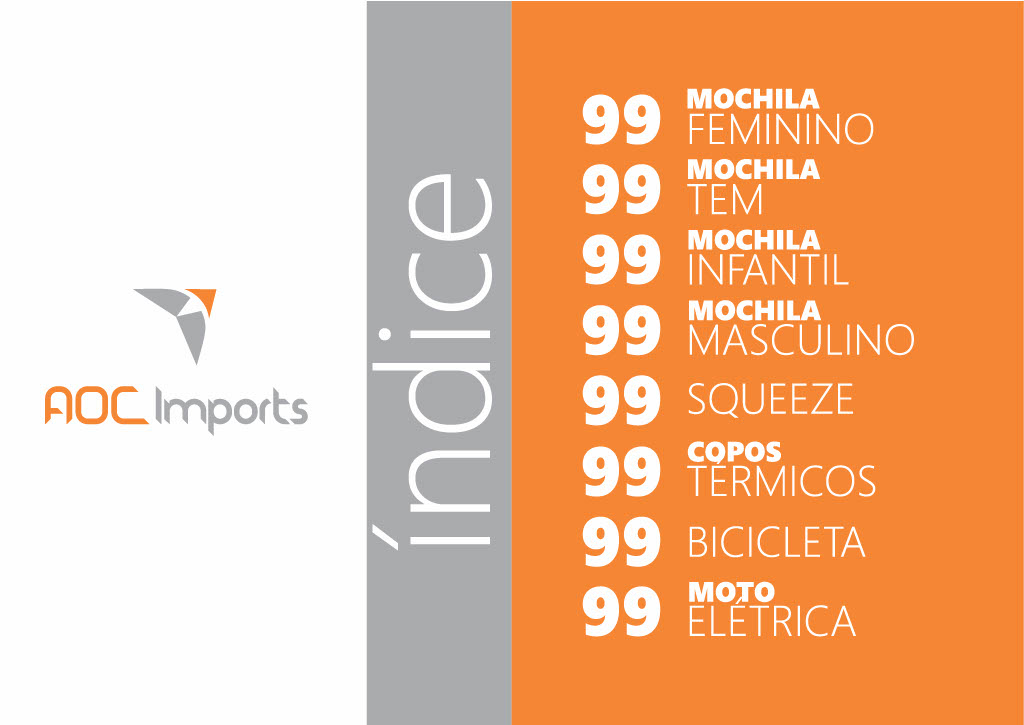 AOC Imports
índice
99 MOCHILA
FEMININO
99 MOCHILA
TEM
99 MOCHILA
INFANTIL
99 MOCHILA
MASCULINO
99 SQUEEZE
99 COPOS
TÉRMICOS
99 BICICLETA
99 MOTO
ELÉTRICA